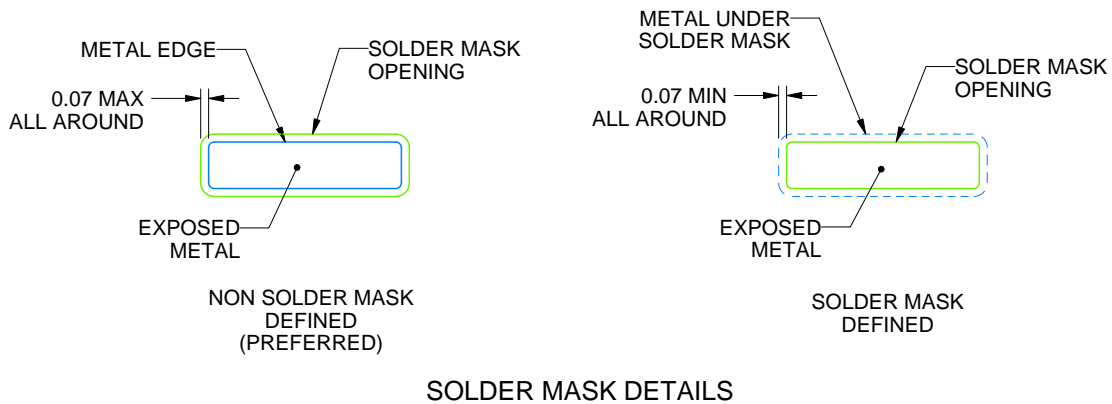 METAL EDGE
SOLDER MASK
OPENING
0.07 MAX
ALL AROUND
EXPOSED
METAL
NON SOLDER MASK
DEFINED
(PREFERRED)
METAL UNDER
SOLDER MASK
SOLDER MASK
OPENING
0.07 MIN
ALL AROUND
EXPOSED
METAL
SOLDER MASK
DEFINED
SOLDER MASK DETAILS